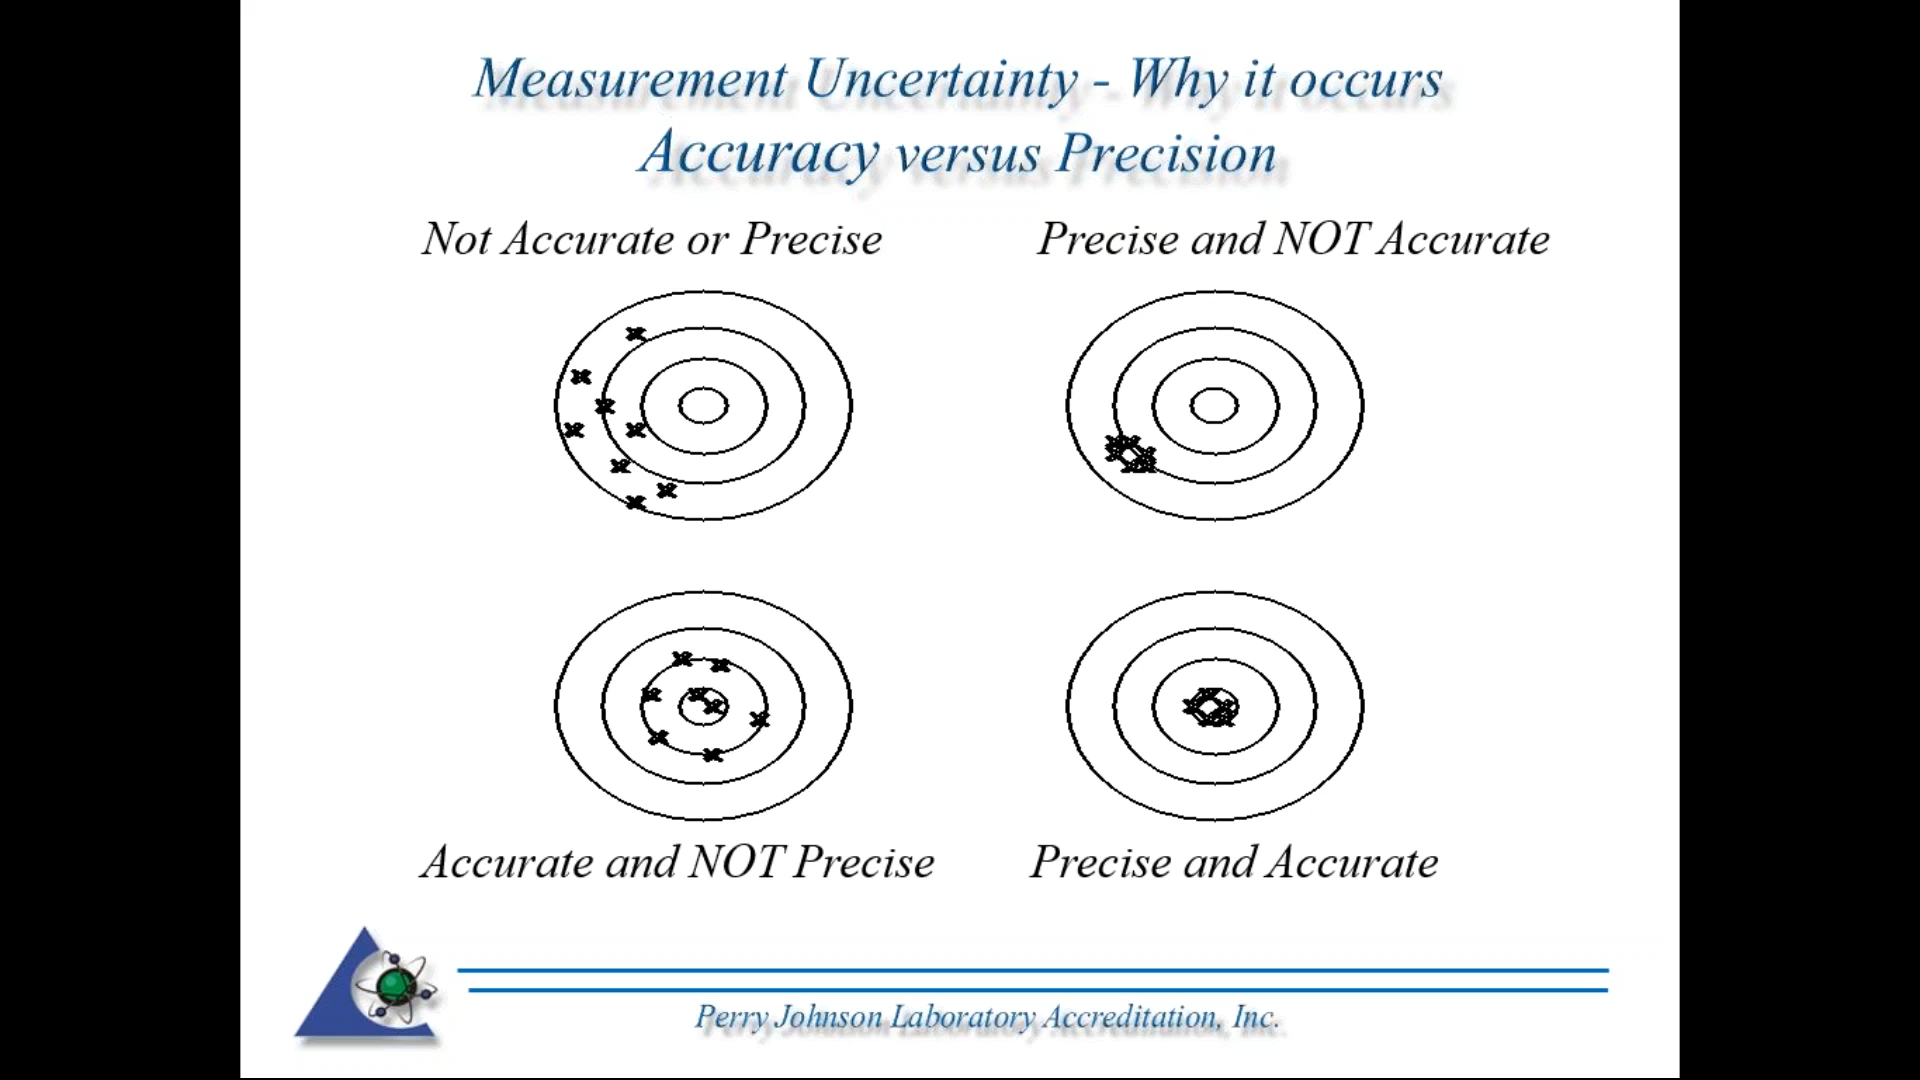 Measurement Uncertainty - Why it occurs
Accuracy versus Precision
Not Accurate or Precise
Precise and NOT Accurate
Accurate and NOT Precise
Precise and Accurate
Perry Johnson Laboratory Accreditation, Inc.